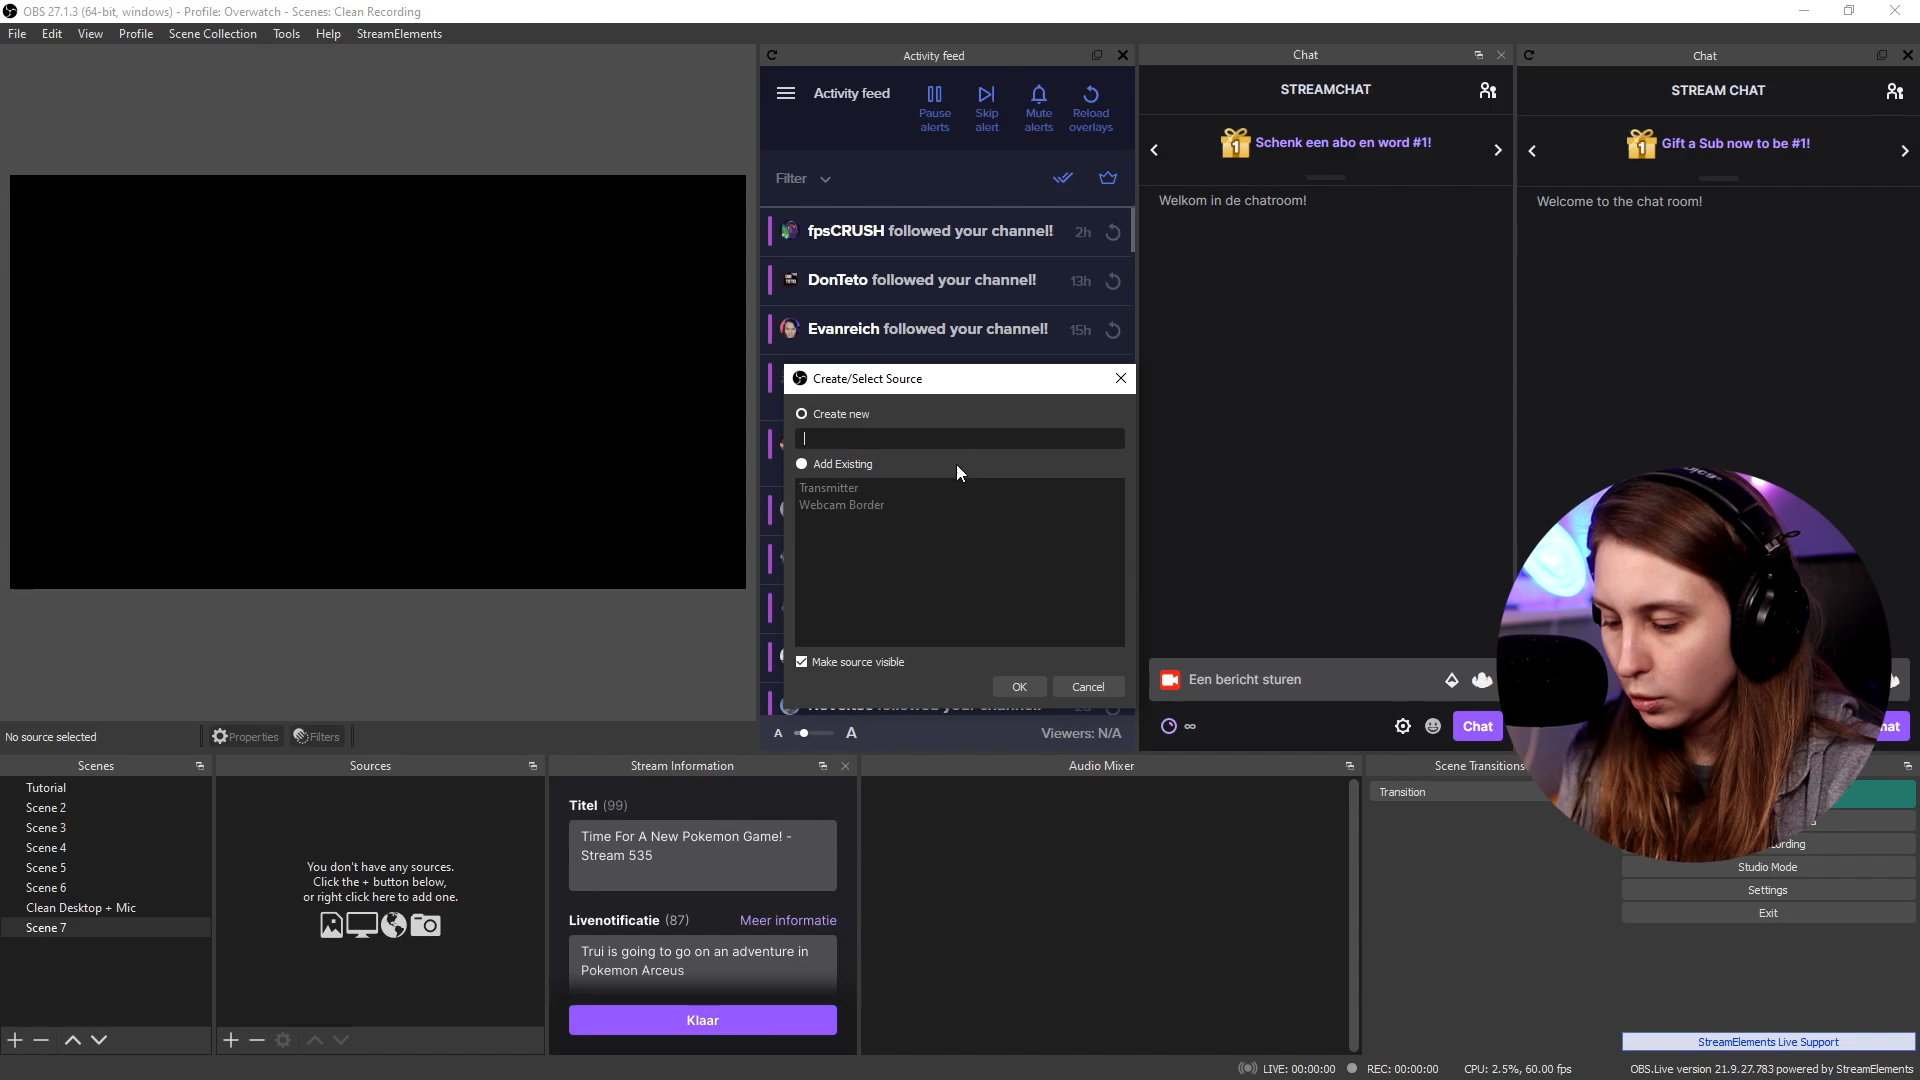 OBS 27.1.3 (64-bit, windows) - Profile: Overwatch - Scenes: Clean Recording
File Edit View Profile Scene Collection Tools Help StreamElements
Activity feed
Activity feed
Pause alerts
Skip alert
Mute alerts
Reload overlays
Filter
fpsCRUSH followed your channel! 2h
DonTeto followed your channel! 13h
Evanreich followed your channel! 15h
Create/Select Source
Create new
Add Existing
Transmitter
Webcam Border
Make source visible
OK Cancel
A A Viewers: N/A
Chat
STREAMCHAT
1 Schenk een abo en word #1!
Welkom in de chatroom!
Een bericht sturen
∞ Chat
Chat
STREAM CHAT
1 Gift a Sub now to be #1!
Welcome to the chat room!
No source selected Properties Filters
Scenes
Tutorial
Scene 2
Scene 3
Scene 4
Scene 5
Scene 6
Clean Desktop + Mic
Scene 7
Sources
You don't have any sources.
Click the + button below,
or right click here to add one.
Stream Information
Titel (99)
Time For A New Pokemon Game! -
Stream 535
Livenotificatie (87) Meer informatie
Trui is going to go on an adventure in
Pokemon Arceus
Klaar
Audio Mixer
Scene Transitions
Transition
Studio Mode
Settings
Exit
StreamElements Live Support
LIVE: 00:00:00 REC: 00:00:00 CPU: 2.5%, 60.00 fps OBS.Live version 21.9.27.783 powered by StreamElements